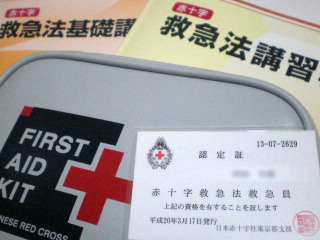 赤十字
救急法基礎講
赤十字
救急法講習
FIRST
AID
KIT
NESE RED CROSS
13-07-2629
認定証
赤十字救急法救急員
上記の資格を有することを証します
平成20年3月17日発行
日本赤十字社東京都支部